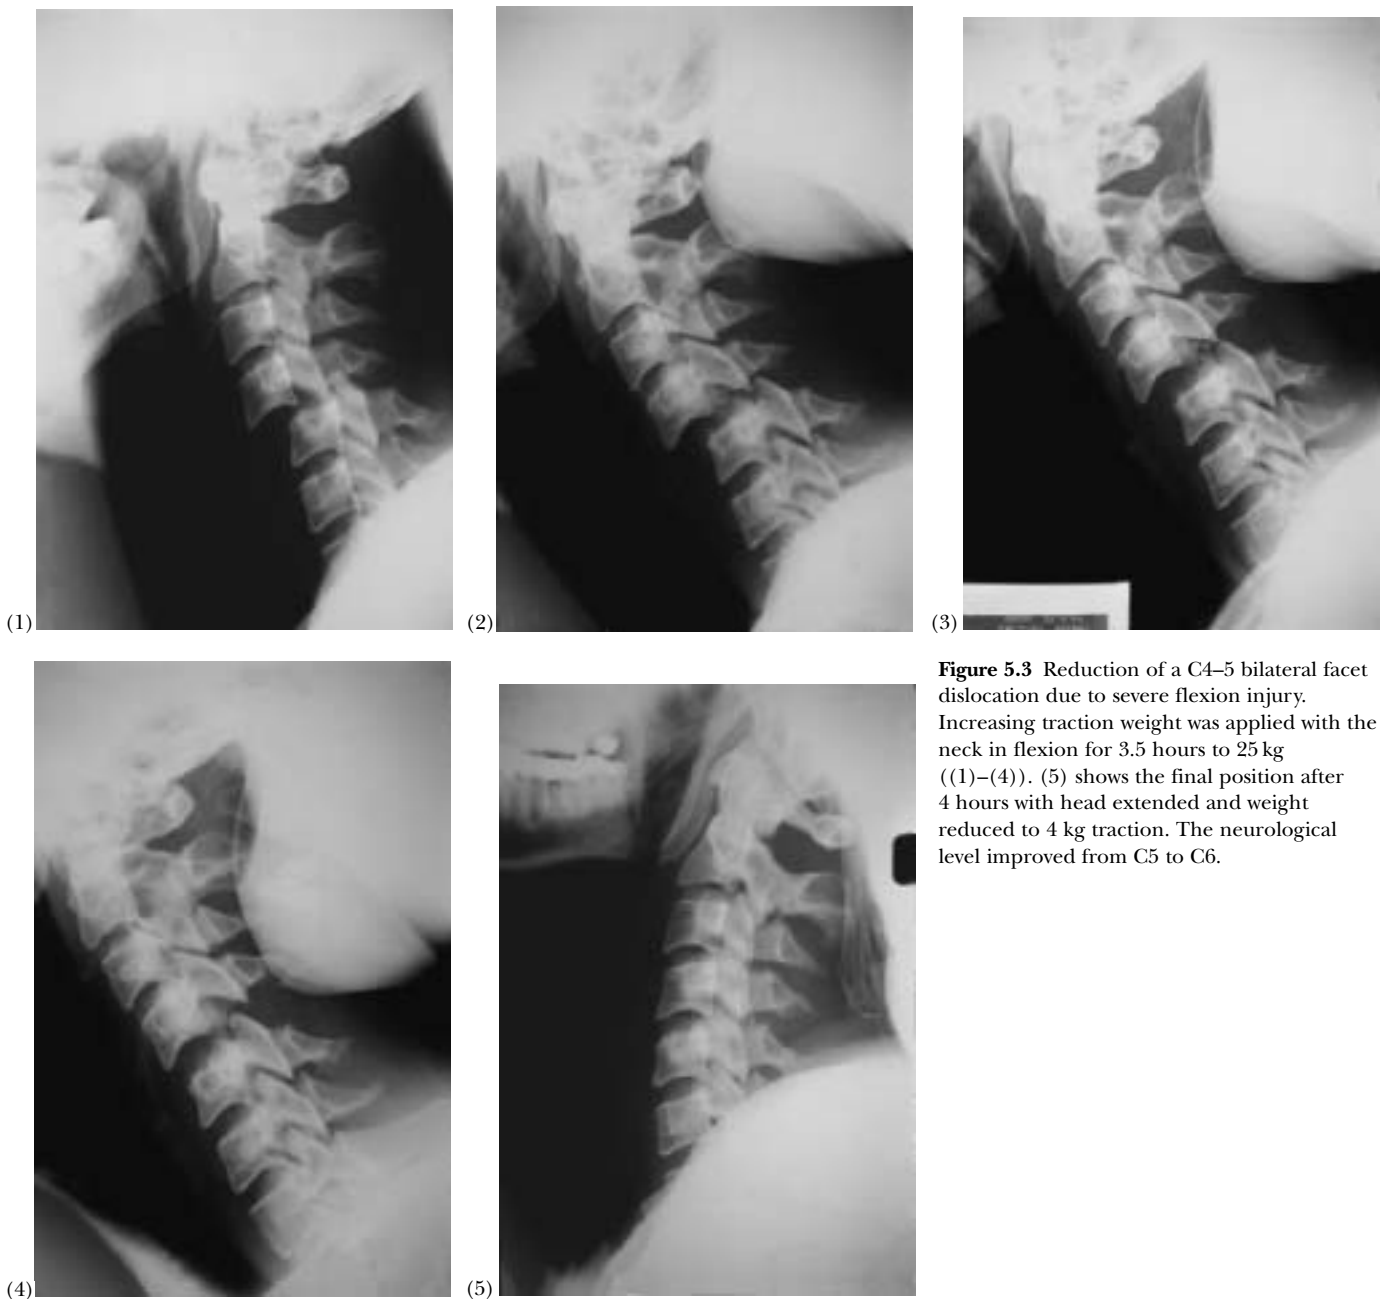 (1)
(2)
(3)
Figure 5.3 Reduction of a C4–5 bilateral facet
dislocation due to severe flexion injury.
Increasing traction weight was applied with the
neck in flexion for 3.5 hours to 25 kg
((1)–(4)). (5) shows the final position after
4 hours with head extended and weight
reduced to 4 kg traction. The neurological
level improved from C5 to C6.
(4)
(5)